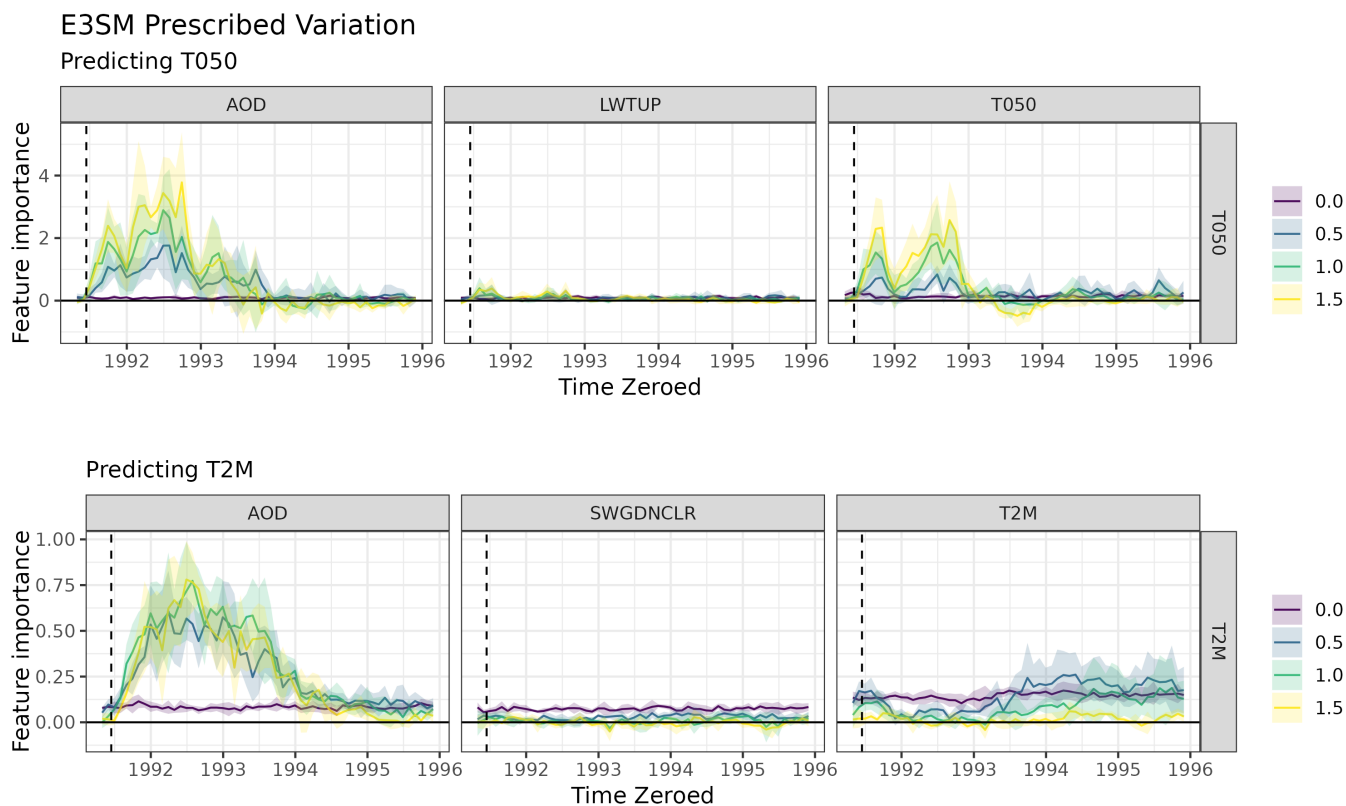 E3SM Prescribed Variation
Predicting T050
AOD
LWTUP
T050
Feature importance
4
2
0
T050
1992 1993 1994 1995 1996
1992 1993 1994 1995 1996
1992 1993 1994 1995 1996
Time Zeroed
0.0
0.5
1.0
1.5
Predicting T2M
AOD
SWGDNCLR
T2M
Feature importance
1.00
0.75
0.50
0.25
0.00
T2M
1992 1993 1994 1995 1996
1992 1993 1994 1995 1996
1992 1993 1994 1995 1996
Time Zeroed
0.0
0.5
1.0
1.5